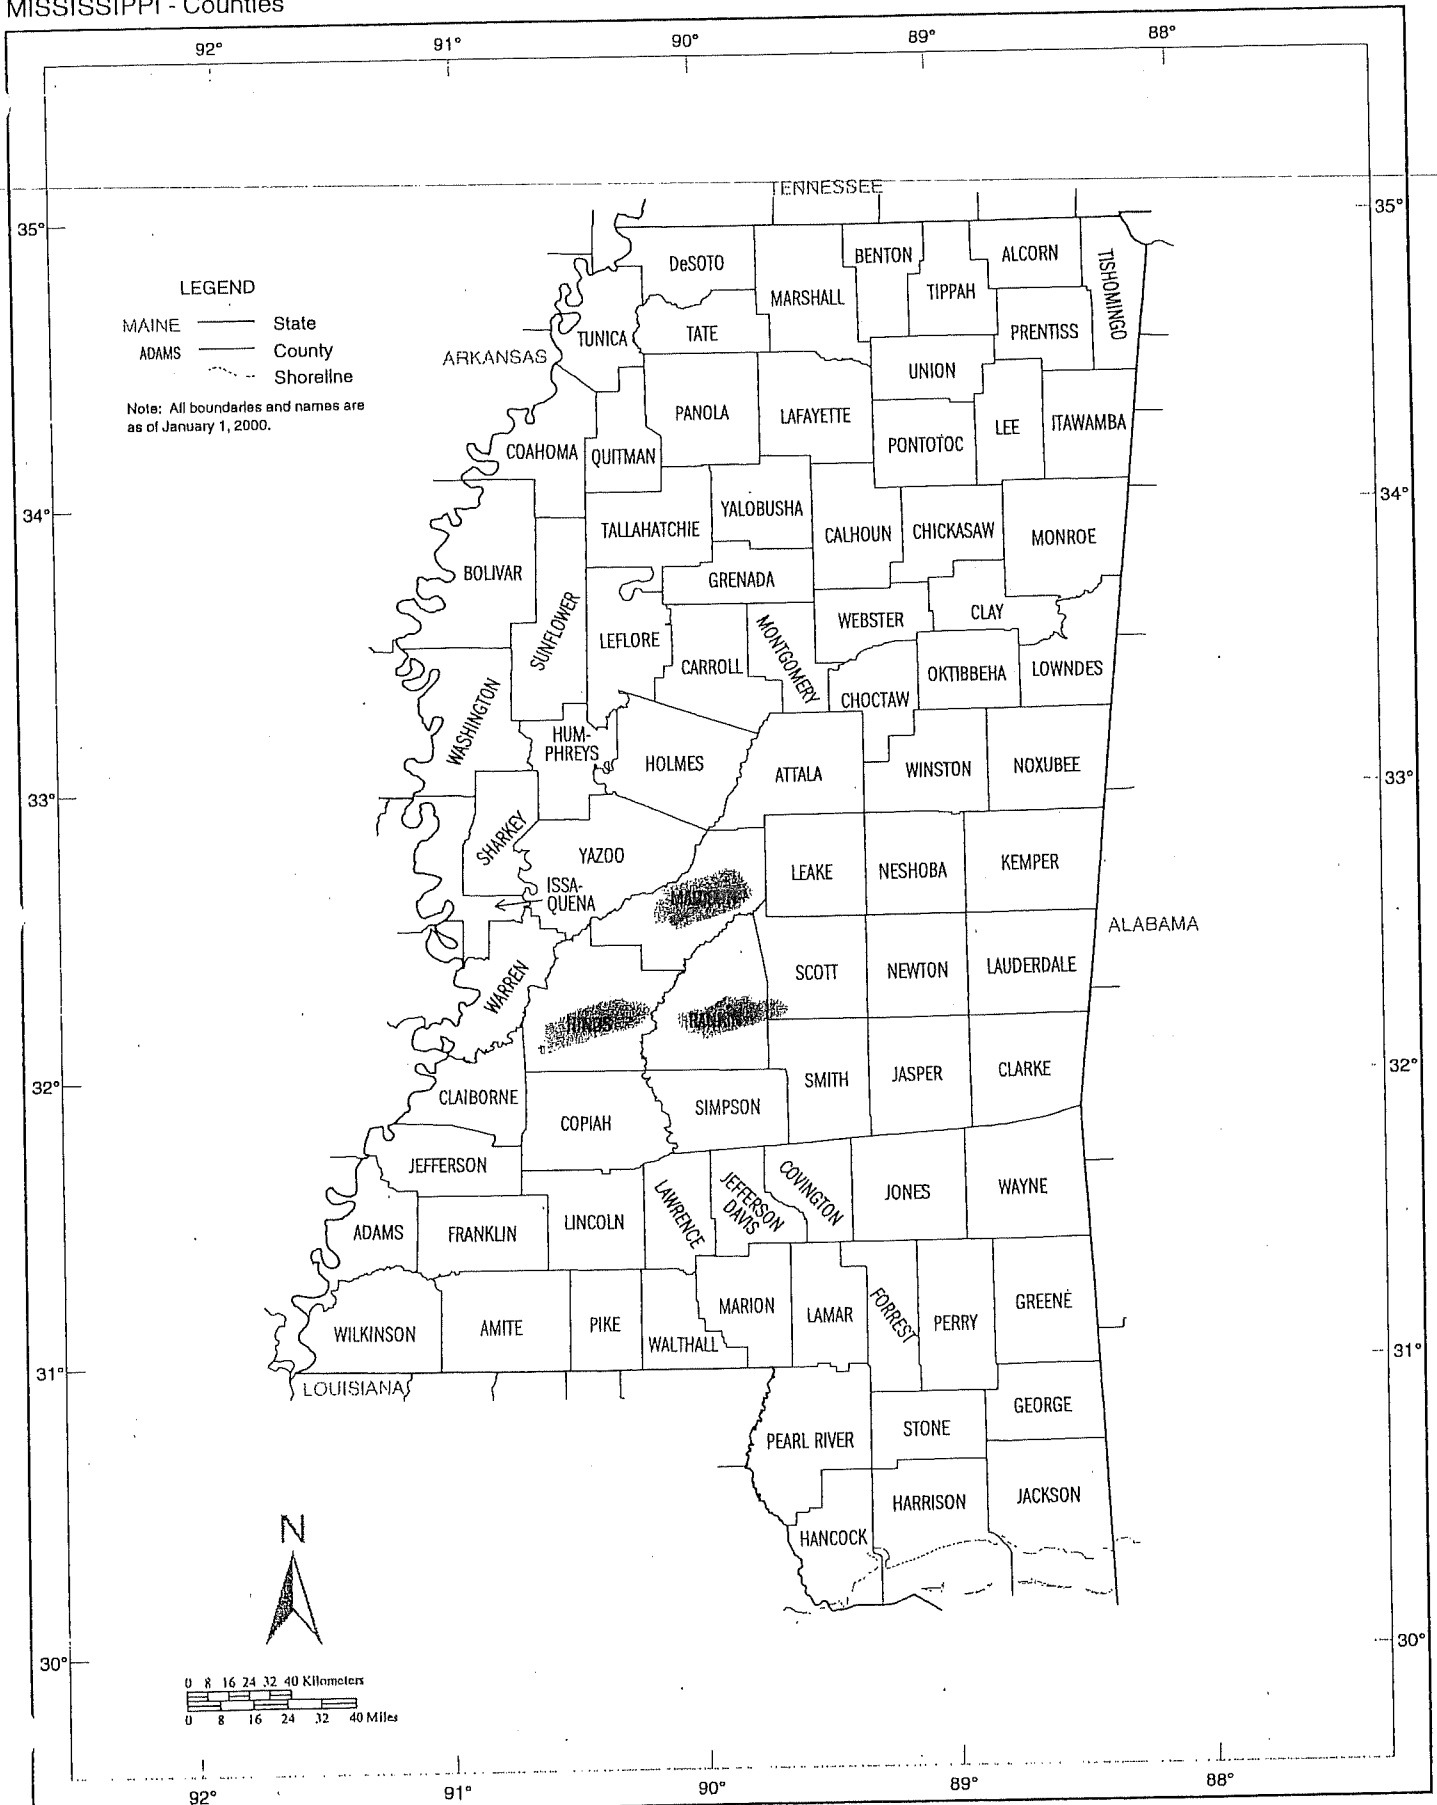 MISSISSIPPI - Counties
92°
91°
90°
89°
88°
TENNESSEE
35°
35°
DeSOTO
BENTON
ALCORN
TISHOMINGO
MARSHALL
TIPPAH
LEGEND
MAINE
State
ADAMS
County
Shoreline
Note: All boundaries and names are
as of January 1, 2000.
TUNICA
TATE
PRENTISS
ARKANSAS
UNION
PANOLA
LAFAYETTE
LEE
ITAWAMBA
PONTOTOC
COAHOMA
QUITMAN
34°
34°
TALLAHATCHIE
YALOBUSHA
CALHOUN
CHICKASAW
MONROE
BOLIVAR
GRENADA
SUNFLOWER
WEBSTER
CLAY
LEFLORE
MONTGOMERY
CARROLL
OKTIBBEHA
LOWNDES
CHOCTAW
WASHINGTON
HUM-
PHREYS
HOLMES
ATTALA
WINSTON
NOXUBEE
33°
33°
SHARKEY
YAZOO
LEAKE
NESHOBA
KEMPER
ISSA-
QUENA
MADISON
ALABAMA
WARREN
SCOTT
NEWTON
LAUDERDALE
HINDS
RANKIN
32°
32°
SMITH
JASPER
CLARKE
CLAIBORNE
COPIAH
SIMPSON
JEFFERSON
LAWRENCE
JEFFERSON
DAVIS
COVINGTON
JONES
WAYNE
ADAMS
FRANKLIN
LINCOLN
WILKINSON
AMITE
PIKE
WALTHALL
MARION
LAMAR
FORREST
PERRY
GREENE
31°
31°
LOUISIANA
GEORGE
PEARL RIVER
STONE
HARRISON
JACKSON
HANCOCK
N
30°
30°
0 8 16 24 32 40 Kilometers
0 8 16 24 32 40 Miles
92°
91°
90°
89°
88°